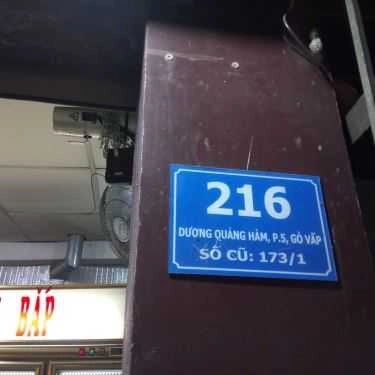 216
DƯƠNG QUẢNG HÀM, P.5, GÒ VẤP
SỐ CŨ: 173/1
BẮP